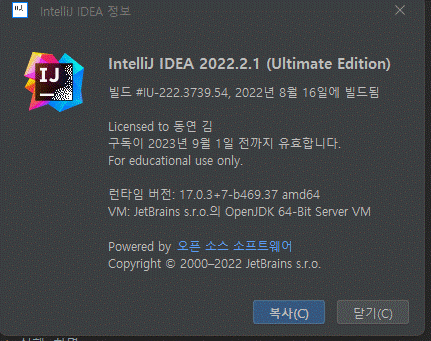 IntelliJ IDEA 정보
IntelliJ IDEA 2022.2.1 (Ultimate Edition)
빌드 #IU-222.3739.54, 2022년 8월 16일에 빌드됨
Licensed to 동연 김
구독이 2023년 9월 1일 전까지 유효합니다.
For educational use only.
런타임 버전: 17.0.3+7-b469.37 amd64
VM: JetBrains s.r.o.의 OpenJDK 64-Bit Server VM
Powered by 오픈 소스 소프트웨어
Copyright © 2000–2022 JetBrains s.r.o.
복사(C) 닫기(C)